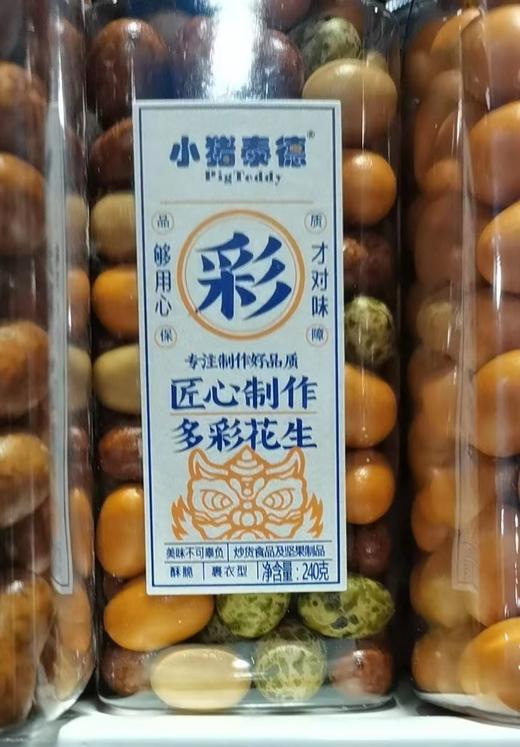 小猪泰德®
PigTeddy
品 质
够用心
彩
才对味
保 障
专注制作好品质
匠心制作
多彩花生
美味不可辜负 炒货食品及坚果制品
酥脆 裹衣型 净含量:240克